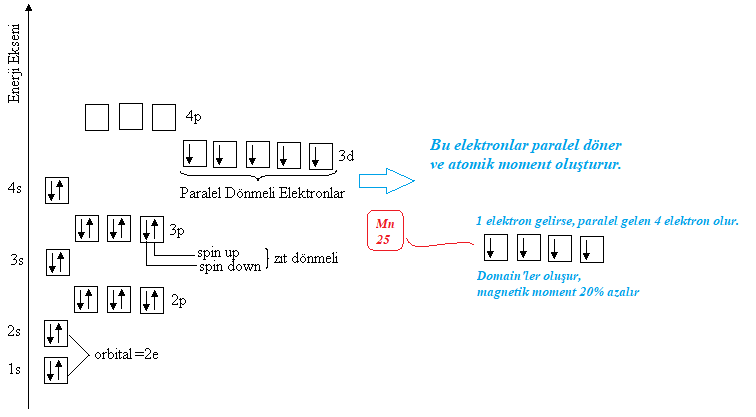 Enerji Ekseni
4p
3d
Paralel Dönmeli Elektronlar
Bu elektronlar paralel döner
ve atomik moment oluşturur.
4s
3p
spin up
spin down
zıt dönmeli
3s
2p
2s
orbital =2e
1s
Mn
25
1 elektron gelirse, paralel gelen 4 elektron olur.
Domain'ler oluşur,
magnetik moment 20% azalır